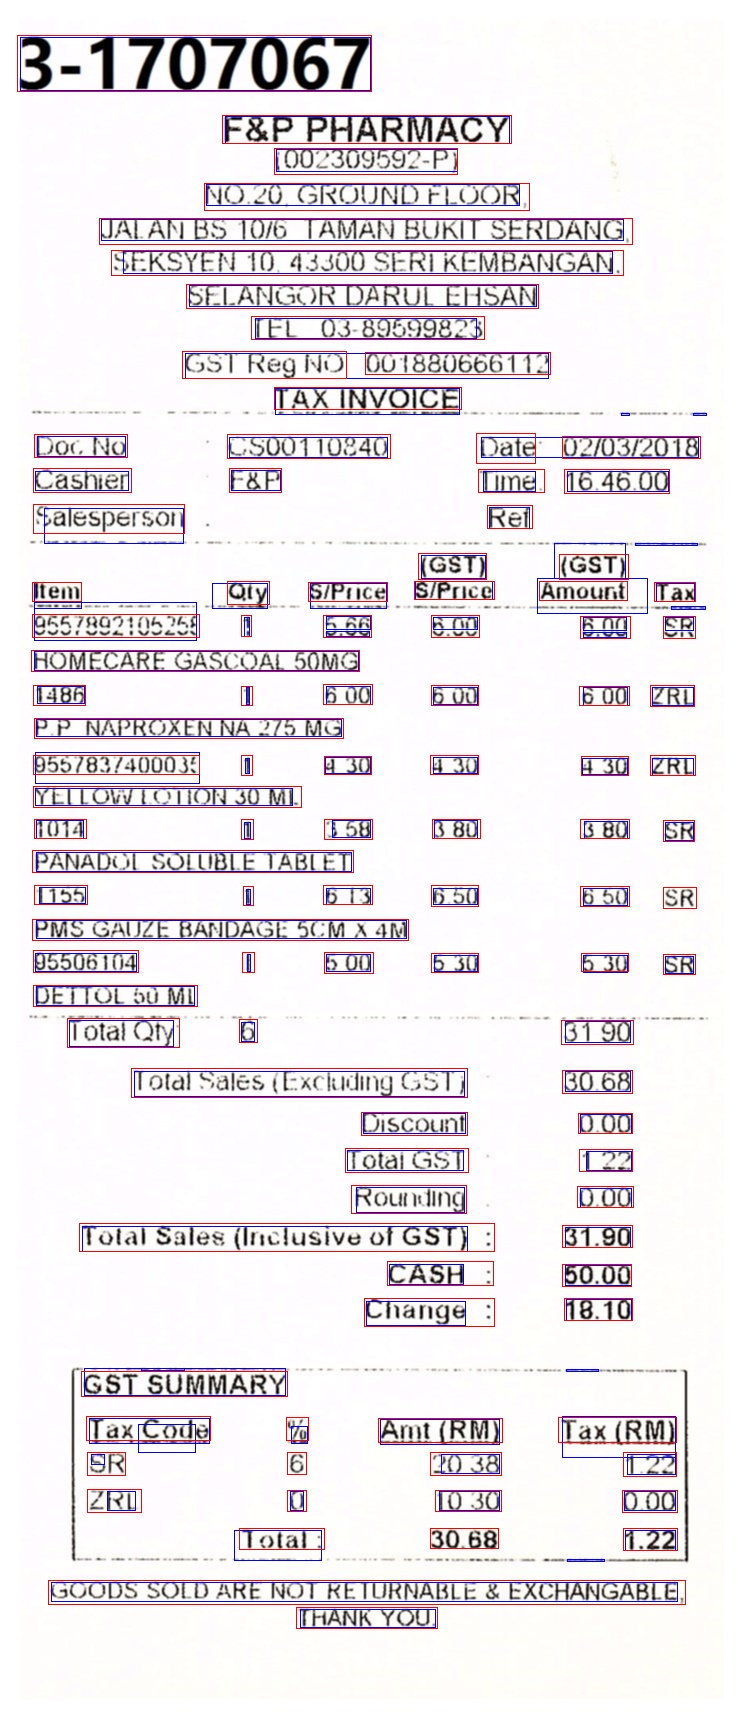 3-1707067
F&P PHARMACY
(002309592-P)
NO.20, GROUND FLOOR,
JALAN BS 10/6 TAMAN BUKIT SERDANG,
SEKSYEN 10, 43300 SERI KEMBANGAN,
SELANGOR DARUL EHSAN
TEL 03-89599823
GST Reg NO 001880666112
TAX INVOICE
Doc No : CS00110840 Date: 02/03/2018
Cashier F&P Time: 16.46.00
Salesperson : Ref
(GST) (GST)
Item Qty S/Price S/Price Amount Tax
1 5.66 6.00 6.00 SR
HOMECARE GASCOAL 50MG
1486 1 6.00 6.00 6.00 ZRL
P.P. NAPROXEN NA 275 MG
1 4.30 4.30 4.30 ZRL
YELLOW LOTION 30 ML
1014 1 3.58 3.80 3.80 SR
PANADOL SOLUBLE TABLET
1155 1 6.13 6.50 6.50 SR
PMS GAUZE BANDAGE 5CM X 4M
95506104 1 5.00 5.30 5.30 SR
DETTOL 50 ML
Total Qty: 6 31.90
Total Sales (Excluding GST) : 30.68
Discount 0.00
Total GST : 1.22
Rounding : 0.00
Total Sales (Inclusive of GST) : 31.90
CASH : 50.00
Change : 18.10
GST SUMMARY
Tax Code % Amt (RM) Tax (RM)
SR 6 20.38 1.22
ZRL 0 10.30 0.00
Total : 30.68 1.22
GOODS SOLD ARE NOT RETURNABLE & EXCHANGABLE,
THANK YOU.